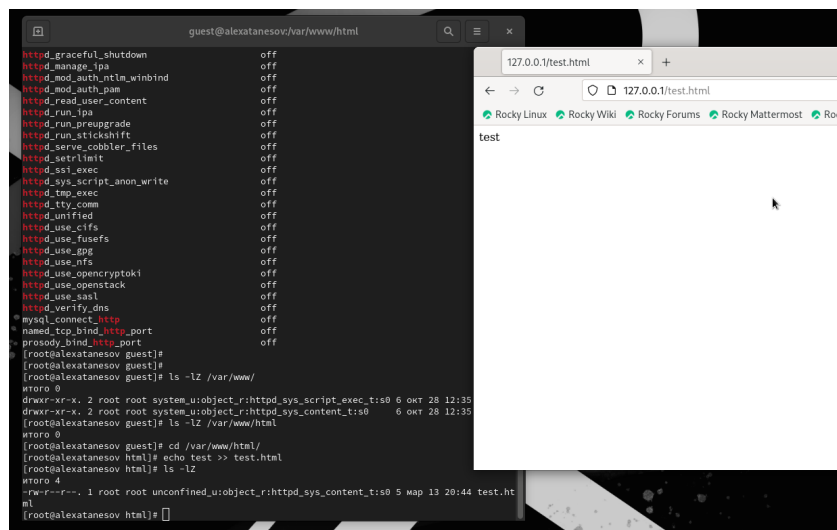 guest@alexatanesov:/var/www/html
httpd_graceful_shutdown off
httpd_manage_ipa off
httpd_mod_auth_ntlm_winbind off
httpd_mod_auth_pam off
httpd_read_user_content off
httpd_run_ipa off
httpd_run_preupgrade off
httpd_run_stickshift off
httpd_serve_cobbler_files off
httpd_setrlimit off
httpd_ssi_exec off
httpd_sys_script_anon_write off
httpd_tmp_exec off
httpd_tty_comm off
httpd_unified off
httpd_use_cifs off
httpd_use_fusefs off
httpd_use_gpg off
httpd_use_nfs off
httpd_use_opencryptoki off
httpd_use_openstack off
httpd_use_sasl off
httpd_verify_dns off
mysql_connect_http off
named_tcp_bind_http_port off
prosody_bind_http_port off
[root@alexatanesov guest]#
[root@alexatanesov guest]#
[root@alexatanesov guest]# ls -lZ /var/www/
итого 0
drwxr-xr-x. 2 root root system_u:object_r:httpd_sys_script_exec_t:s0 6 окт 28 12:35
drwxr-xr-x. 2 root root system_u:object_r:httpd_sys_content_t:s0 6 окт 28 12:35
[root@alexatanesov guest]# ls -lZ /var/www/html
итого 0
[root@alexatanesov guest]# cd /var/www/html/
[root@alexatanesov html]# echo test >> test.html
[root@alexatanesov html]# ls -lZ
итого 4
-rw-r--r--. 1 root root unconfined_u:object_r:httpd_sys_content_t:s0 5 мар 13 20:44 test.ht
ml
[root@alexatanesov html]#
127.0.0.1/test.html
127.0.0.1/test.html
Rocky Linux Rocky Wiki Rocky Forums Rocky Mattermost Ro
test